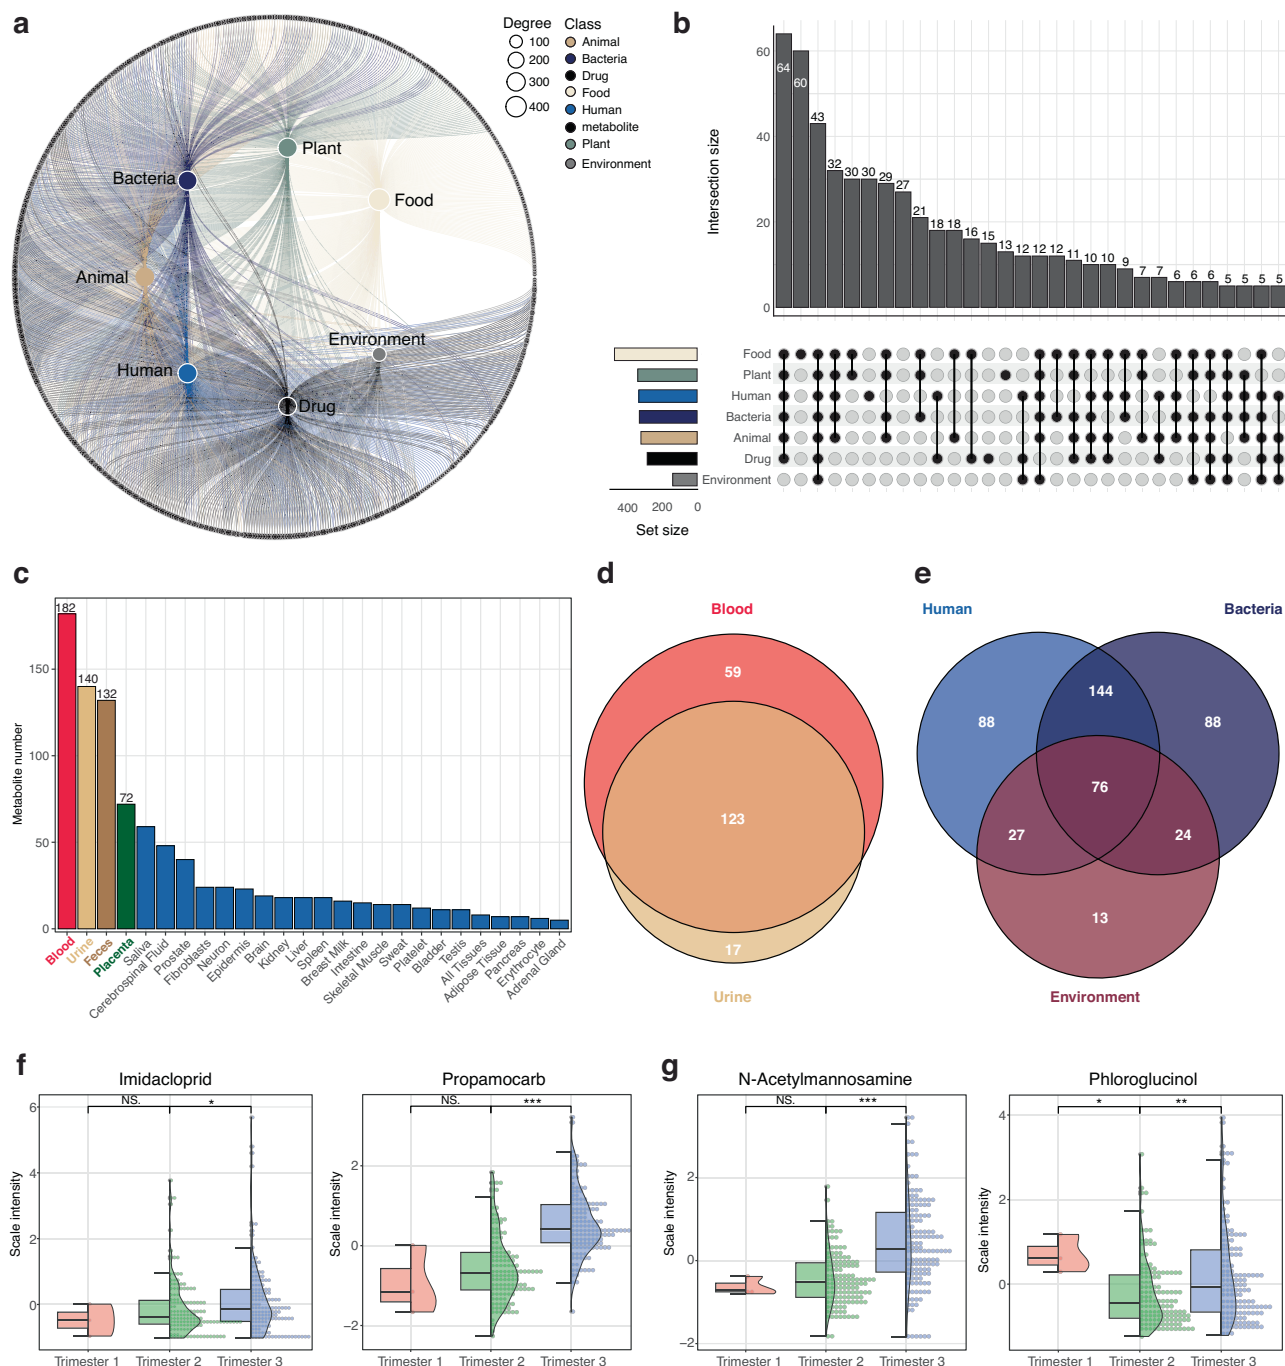 a
Degree
100
200
300
400
Class
Animal
Bacteria
Drug
Food
Human
metabolite
Plant
Environment
Plant
Bacteria
Food
Animal
Environment
Human
Drug
b
Intersection size
60
40
20
0
64
60
43
32
30
30
29
27
21
18
18
16
15
13
12
12
12
11
10
10
9
7
7
6
6
6
5
5
5
5
Food
Plant
Human
Bacteria
Animal
Drug
Environment
400
200
0
Set size
c
Metabolite number
150
100
50
0
182
140
132
72
Blood
Urine
Feces
Placenta
Saliva
Cerebrospinal Fluid
Prostate
Fibroblasts
Neuron
Epidermis
Brain
Kidney
Liver
Spleen
Breast Milk
Intestine
Skeletal Muscle
Sweat
Platelet
Bladder
Testis
All Tissues
Adipose Tissue
Pancreas
Erythrocyte
Adrenal Gland
d
Blood
59
123
17
Urine
e
Human
Bacteria
144
88
88
76
27
24
13
Environment
f
Imidacloprid
Scale intensity
6
4
2
0
NS.
*
Trimester 1
Trimester 2
Trimester 3
Propamocarb
Scale intensity
2
0
−2
NS.
***
Trimester 1
Trimester 2
Trimester 3
g
N-Acetylmannosamine
Scale intensity
2
0
−2
NS.
***
Trimester 1
Trimester 2
Trimester 3
Phloroglucinol
Scale intensity
4
2
0
*
**
Trimester 1
Trimester 2
Trimester 3